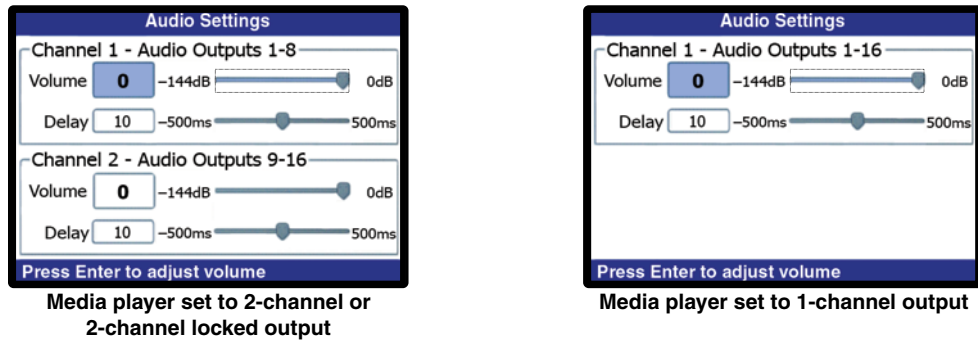 Audio Settings
Channel 1 - Audio Outputs 1-8
Volume 0 –144dB 0dB
Delay 10 –500ms 500ms
Channel 2 - Audio Outputs 9-16
Volume 0 –144dB 0dB
Delay 10 –500ms 500ms
Press Enter to adjust volume
Media player set to 2-channel or
2-channel locked output
Audio Settings
Channel 1 - Audio Outputs 1-16
Volume 0 –144dB 0dB
Delay 10 –500ms 500ms
Press Enter to adjust volume
Media player set to 1-channel output